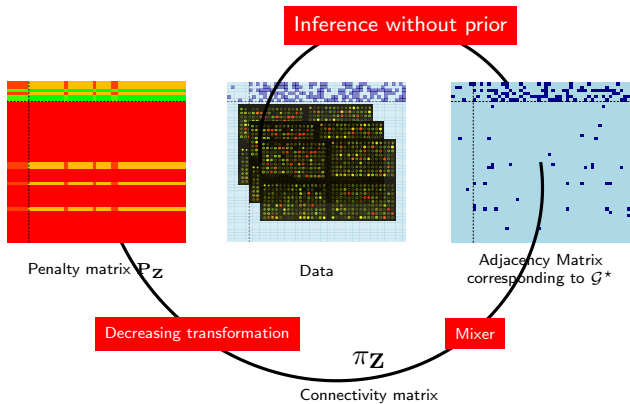 Inference without prior
Penalty matrix P_Z
Data
Adjacency Matrix
corresponding to 𝒢⋆
Decreasing transformation
Mixer
π_Z
Connectivity matrix